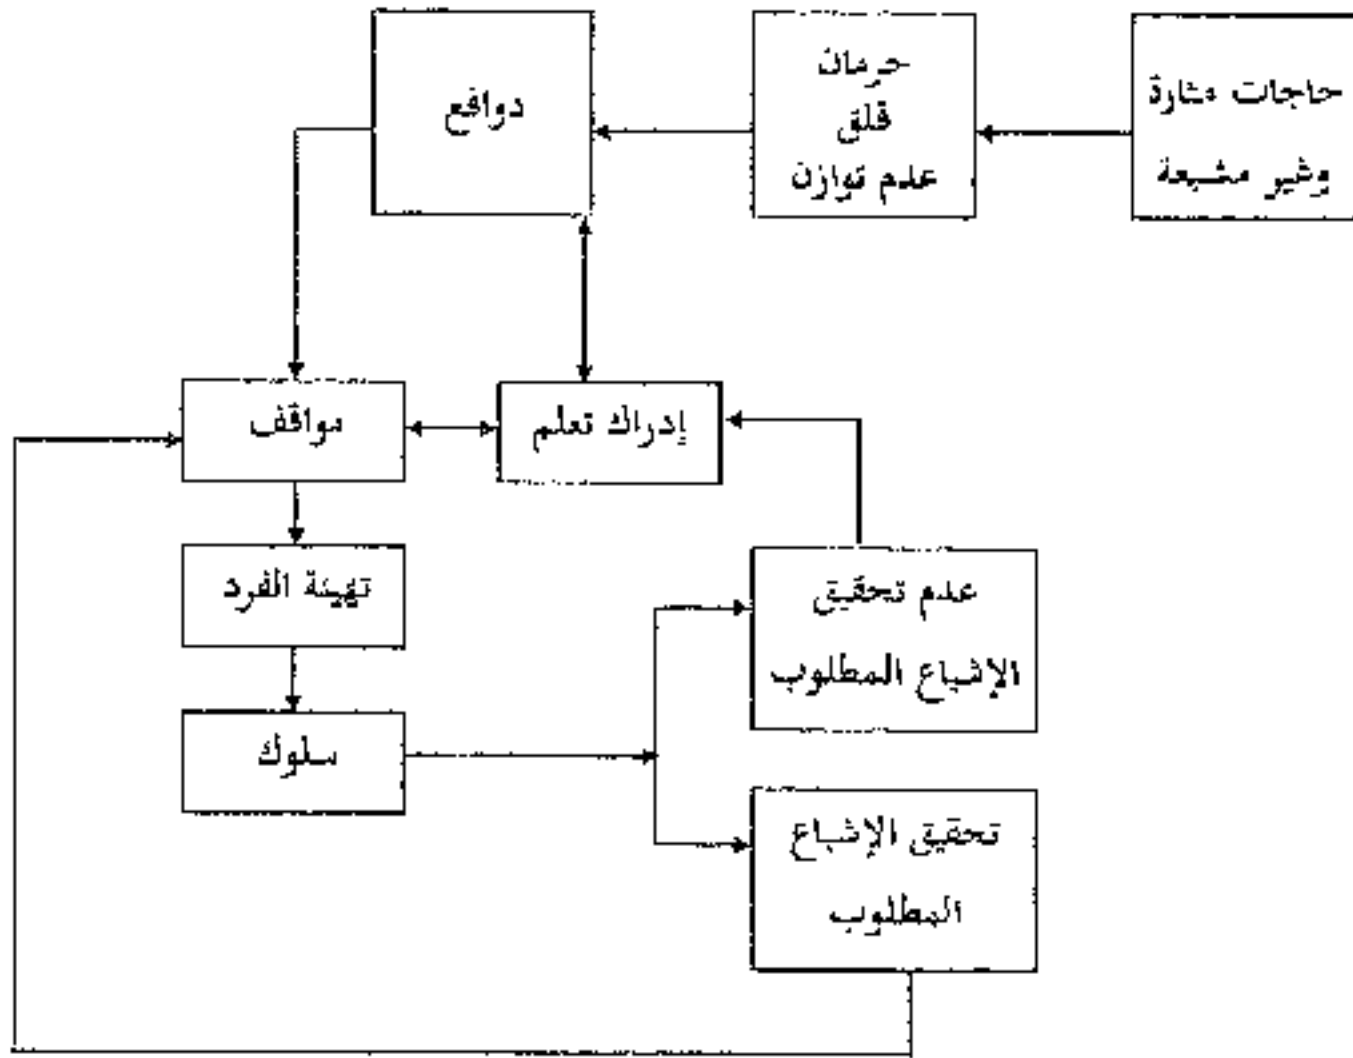 حاجات مثارة
وغير مشبعة
حرمان
قلق
عدم توازن
دوافع
إدراك تعلم
مواقف
تهيئة الفرد
سلوك
عدم تحقيق
الإشباع المطلوب
تحقيق الإشباع
المطلوب